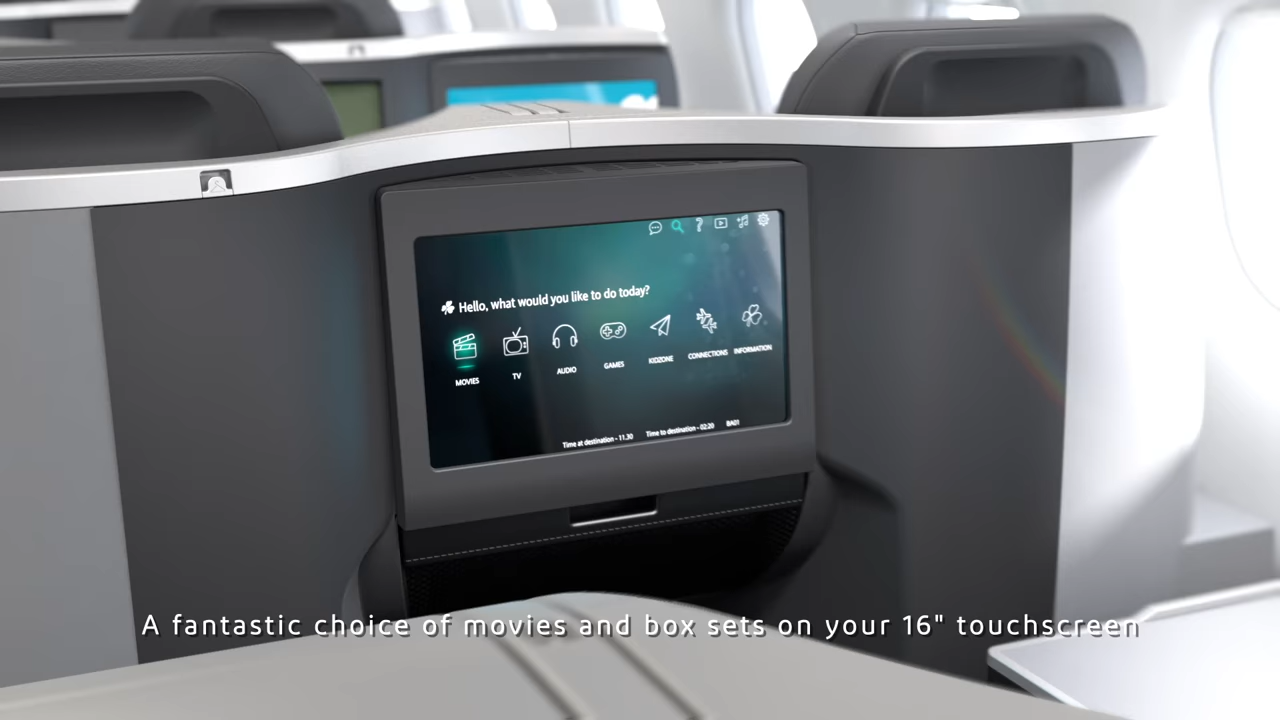 Hello, what would you like to do today?
MOVIES TV AUDIO GAMES KIDZONE CONNECTIONS INFORMATION
Time at destination - 11.30 Time to destination - 02:20 BA01
A fantastic choice of movies and box sets on your 16" touchscreen